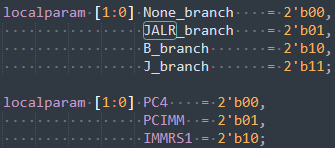 localparam [1:0] None_branch = 2'b00,
JALR_branch = 2'b01,
B_branch = 2'b10,
J_branch = 2'b11;
localparam [1:0] PC4 = 2'b00,
PCIMM = 2'b01,
IMMRS1 = 2'b10;